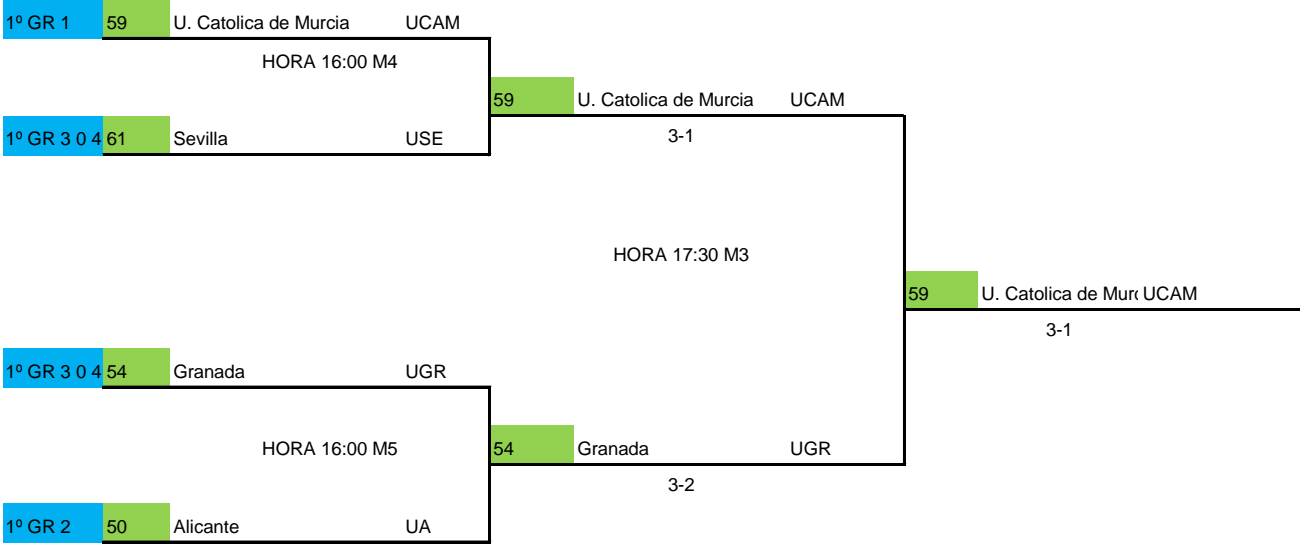 1º GR 1 59 U. Catolica de Murcia UCAM
HORA 16:00 M4
59 U. Catolica de Murcia UCAM
1º GR 3 0 4 61 Sevilla USE
3-1
HORA 17:30 M3
59 U. Catolica de Murc UCAM
3-1
1º GR 3 0 4 54 Granada UGR
HORA 16:00 M5
54 Granada UGR
3-2
1º GR 2 50 Alicante UA